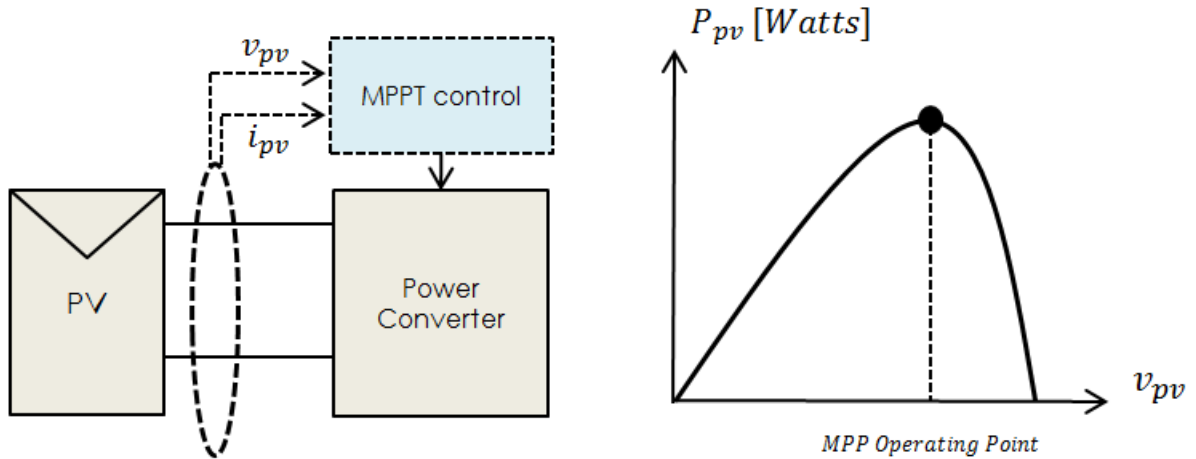 v_pv
MPPT control
i_pv
PV
Power
Converter
P_pv [Watts]
v_pv
MPP Operating Point